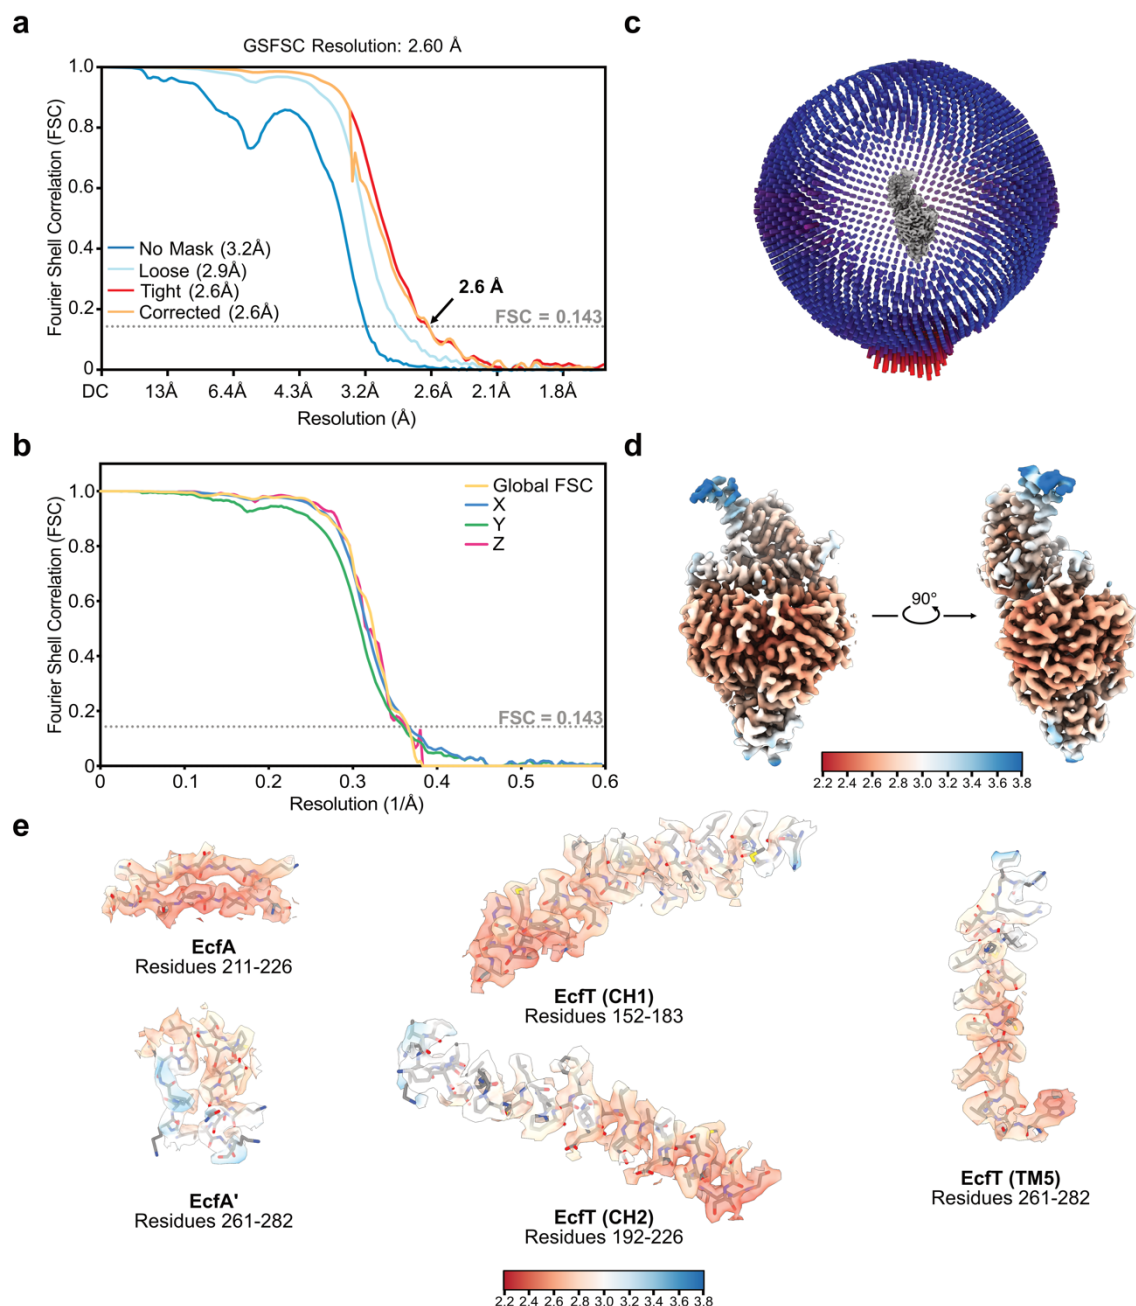 a
GSFSC Resolution: 2.60 Å
Fourier Shell Correlation (FSC)
1.0
0.8
0.6
0.4
0.2
0
No Mask (3.2Å)
Loose (2.9Å)
Tight (2.6Å)
Corrected (2.6Å)
2.6 Å
FSC = 0.143
DC 13Å 6.4Å 4.3Å 3.2Å 2.6Å 2.1Å 1.8Å
Resolution (Å)
b
Fourier Shell Correlation (FSC)
1.0
0.8
0.6
0.4
0.2
0
Global FSC
X
Y
Z
FSC = 0.143
0 0.1 0.2 0.3 0.4 0.5 0.6
Resolution (1/Å)
c
d
90°
2.2 2.4 2.6 2.8 3.0 3.2 3.4 3.6 3.8
e
EcfA
Residues 211-226
EcfT (CH1)
Residues 152-183
EcfA'
Residues 261-282
EcfT (CH2)
Residues 192-226
EcfT (TM5)
Residues 261-282
2.2 2.4 2.6 2.8 3.0 3.2 3.4 3.6 3.8